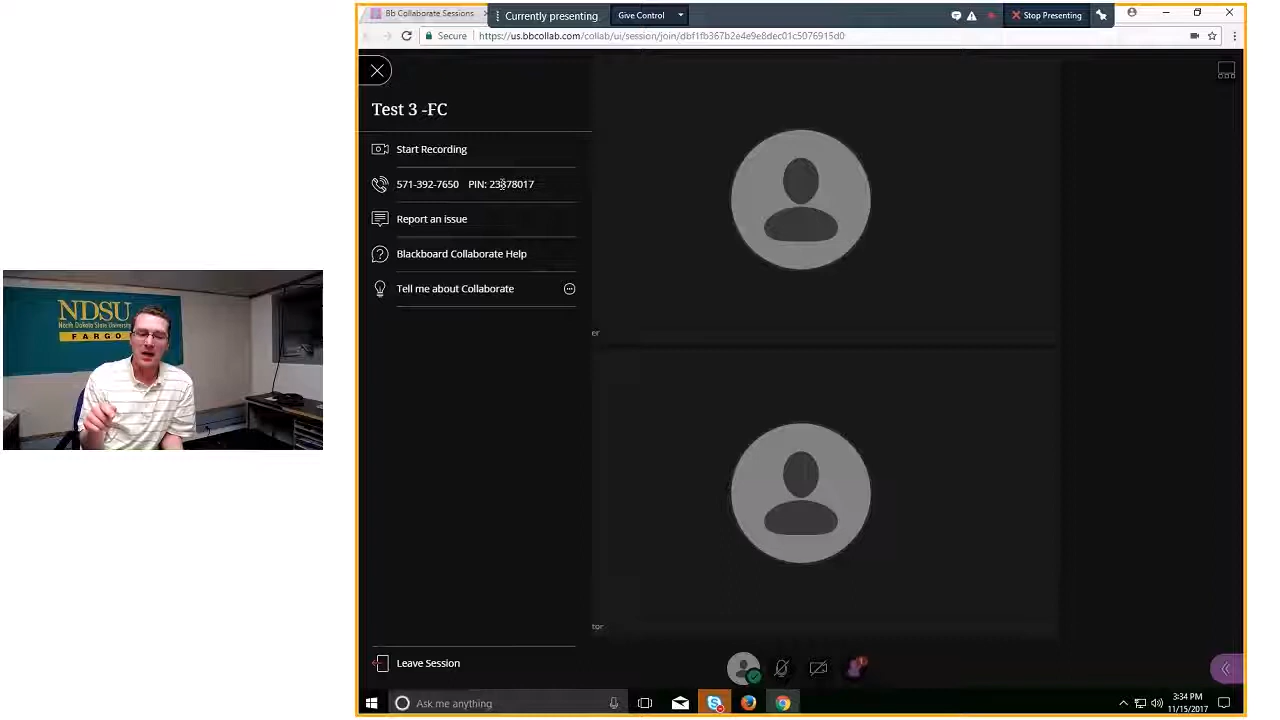 Bb Collaborate Sessions
Currently presenting
Give Control
Stop Presenting
Secure
https://us.bbcollab.com/collab/ui/session/join/dbf1fb367b2e4e9e8dec01c5076915d0
Test 3 -FC
Start Recording
571-392-7650 PIN:
Report an issue
Blackboard Collaborate Help
Tell me about Collaborate
er
tor
NDSU
North Dakota State University
FARGO
Leave Session
Ask me anything
3:34 PM
11/15/2017